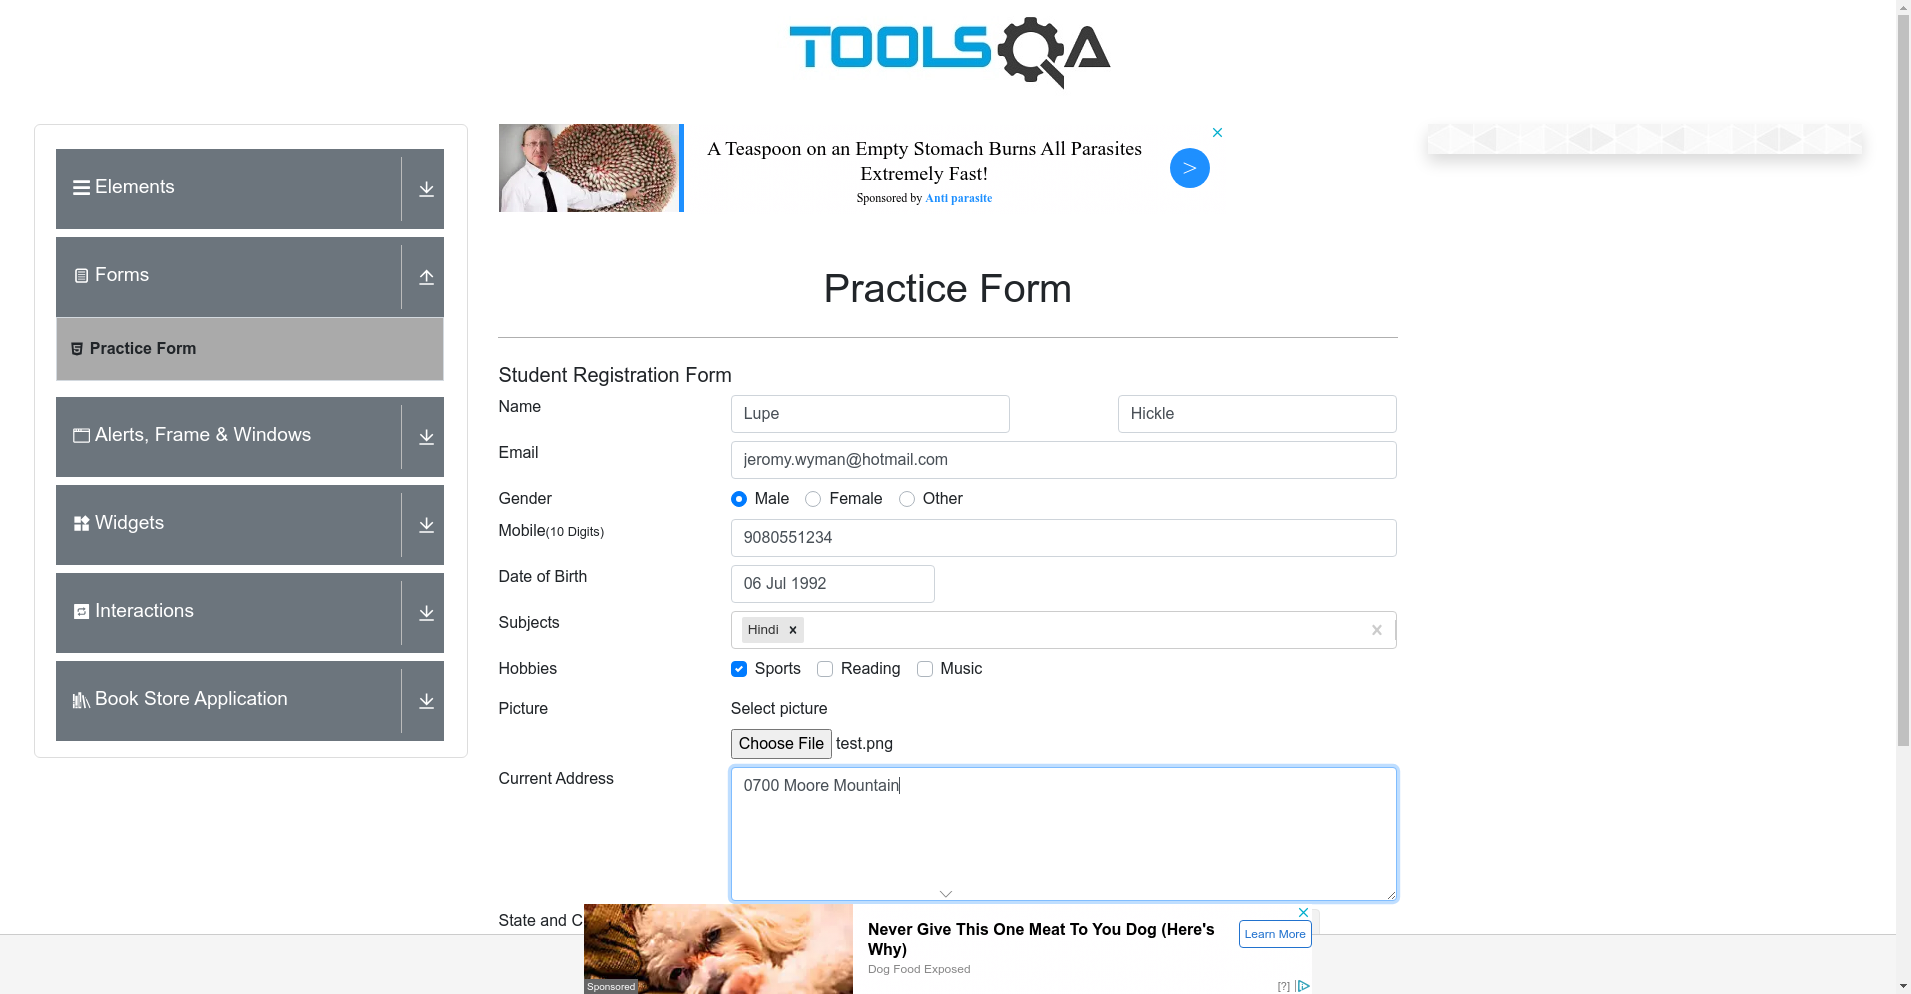 TOOLSQA
Elements
Forms
Practice Form
Alerts, Frame & Windows
Widgets
Interactions
Book Store Application
A Teaspoon on an Empty Stomach Burns All Parasites
Extremely Fast!
Sponsored by Anti parasite
>
Practice Form
Student Registration Form
Name
Lupe
Hickle
Email
jeromy.wyman@hotmail.com
Gender
Male
Female
Other
Mobile(10 Digits)
9080551234
Date of Birth
06 Jul 1992
Subjects
Hindi
Hobbies
Sports
Reading
Music
Picture
Select picture
Choose File test.png
Current Address
0700 Moore Mountain
State and C
Never Give This One Meat To You Dog (Here's
Why)
Dog Food Exposed
Learn More
Sponsored
[?]